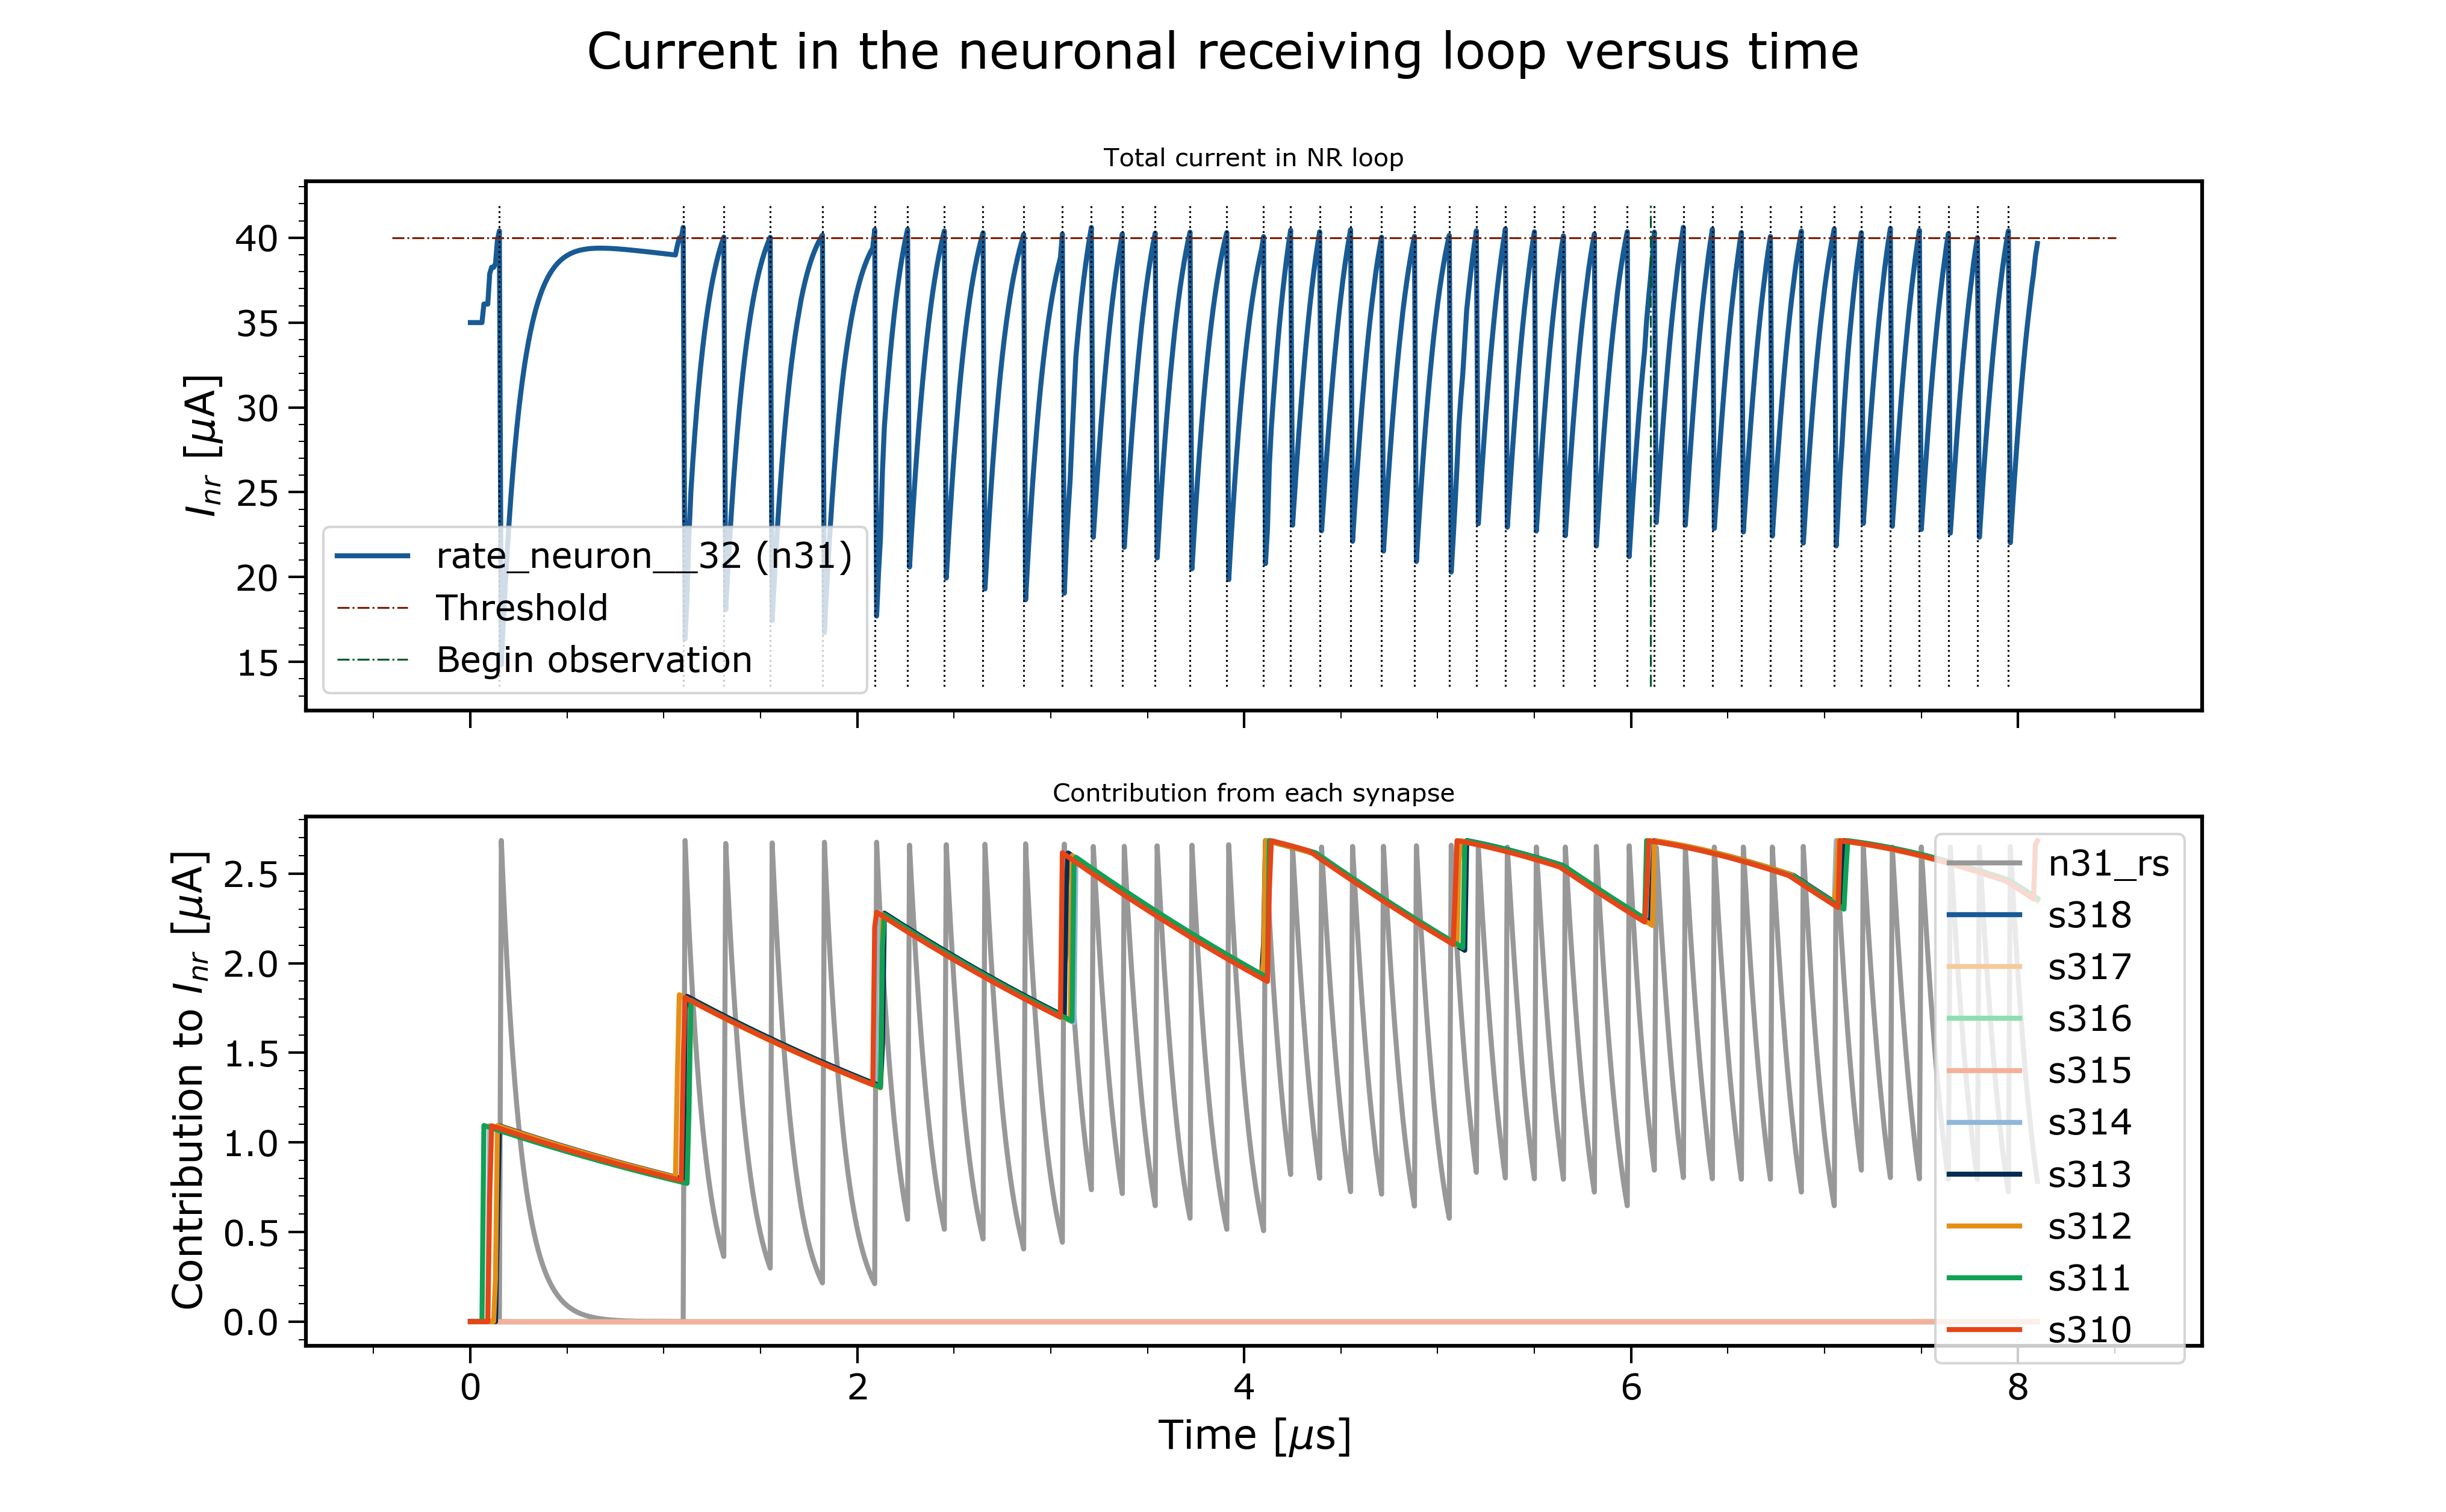 Current in the neuronal receiving loop versus time
Total current in NR loop
40
35
30
25
20
15
I_nr [μA]
rate_neuron__32 (n31)
Threshold
Begin observation
Contribution from each synapse
2.5
2.0
1.5
1.0
0.5
0.0
Contribution to I_nr [μA]
n31_rs
s318
s317
s316
s315
s314
s313
s312
s311
s310
0 2 4 6 8
Time [μs]